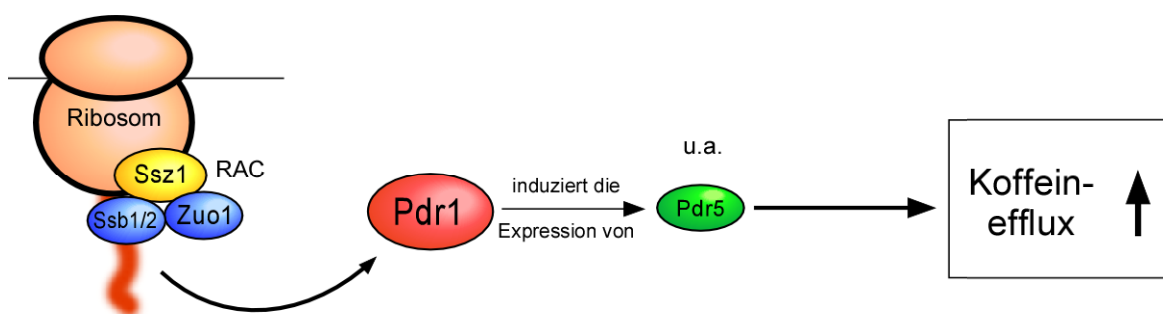 Ribosom
Ssz1
RAC
Ssb1/2
Zuo1
Pdr1
induziert die
Expression von
u.a.
Pdr5
Koffein-
efflux